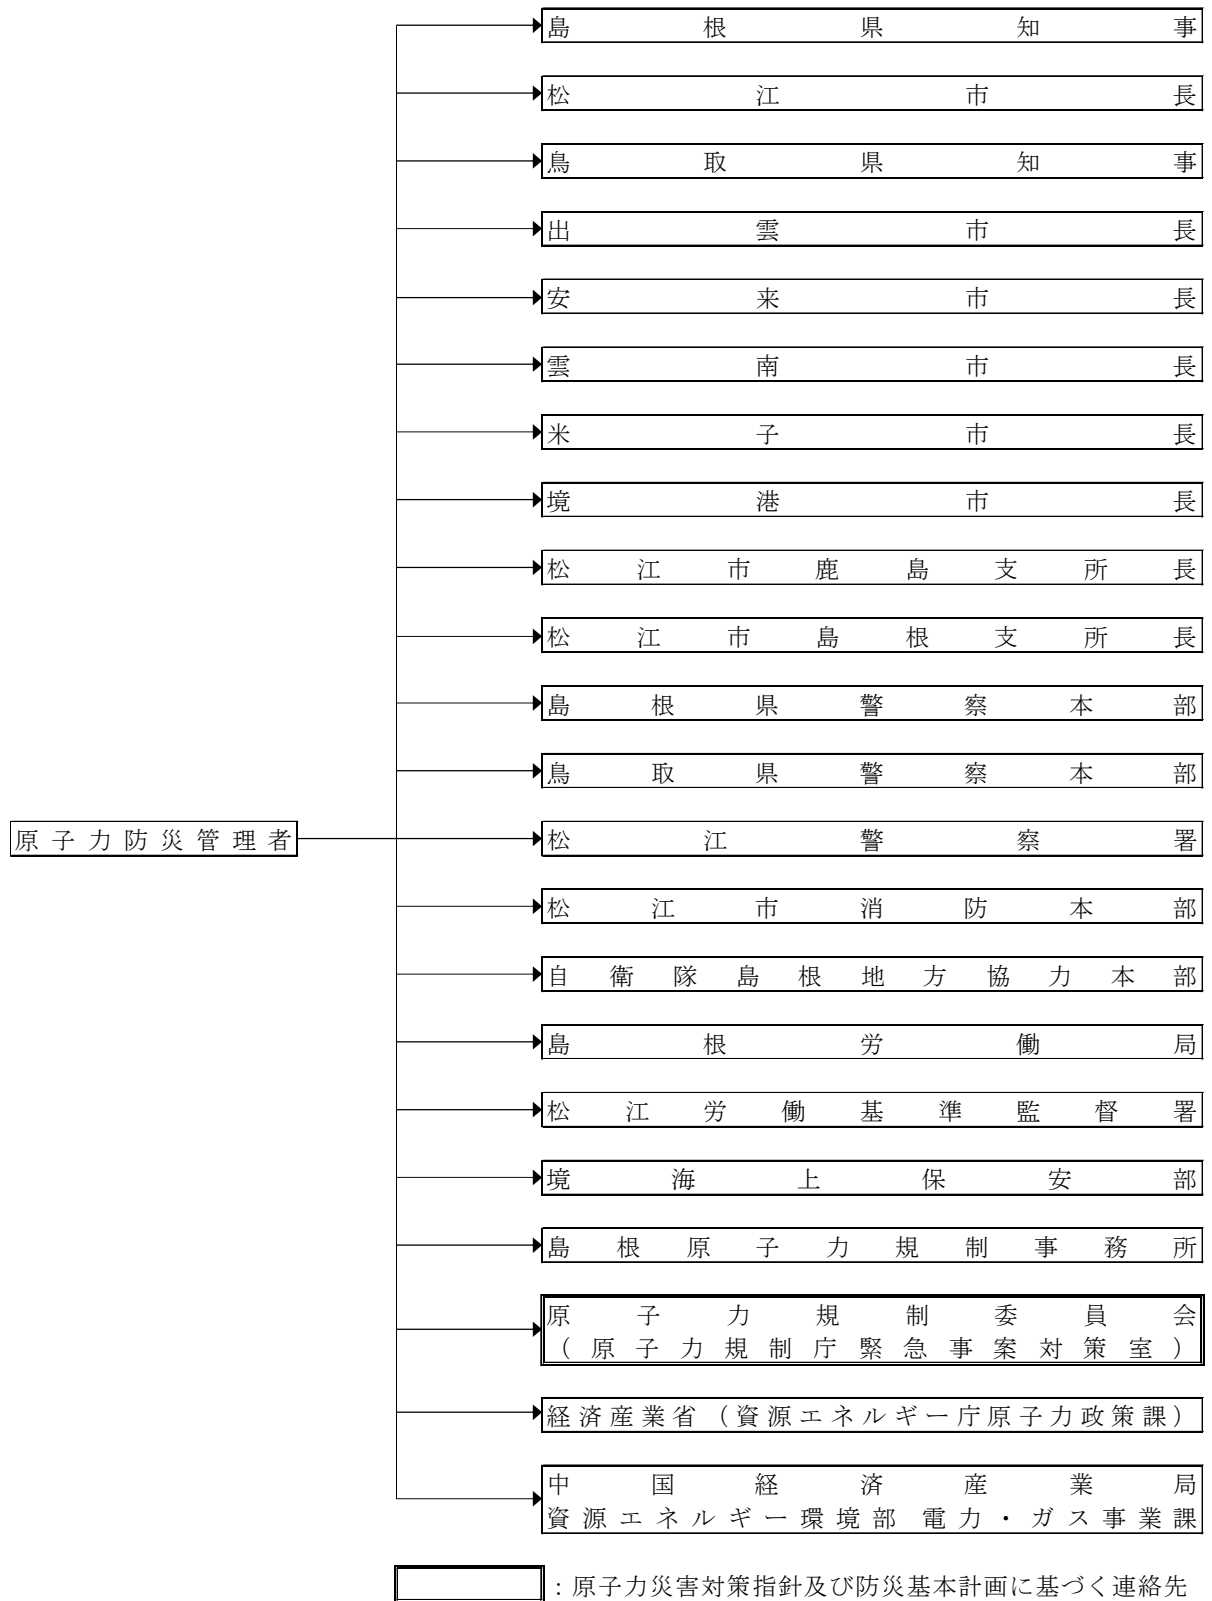 島根県知事
松江市長
鳥取県知事
出雲市長
安来市長
雲南市長
米子市長
境港市長
松江市鹿島支所長
松江市島根支所長
島根県警察本部
鳥取県警察本部
原子力防災管理者
松江警察署
松江市消防本部
自衛隊島根地方協力本部
島根労働局
松江労働基準監督署
境海上保安部
島根原子力規制事務所
原子力規制委員会
(原子力規制庁緊急事案対策室)
経済産業省(資源エネルギー庁原子力政策課)
中国経済産業局
資源エネルギー環境部 電力・ガス事業課
:原子力災害対策指針及び防災基本計画に基づく連絡先